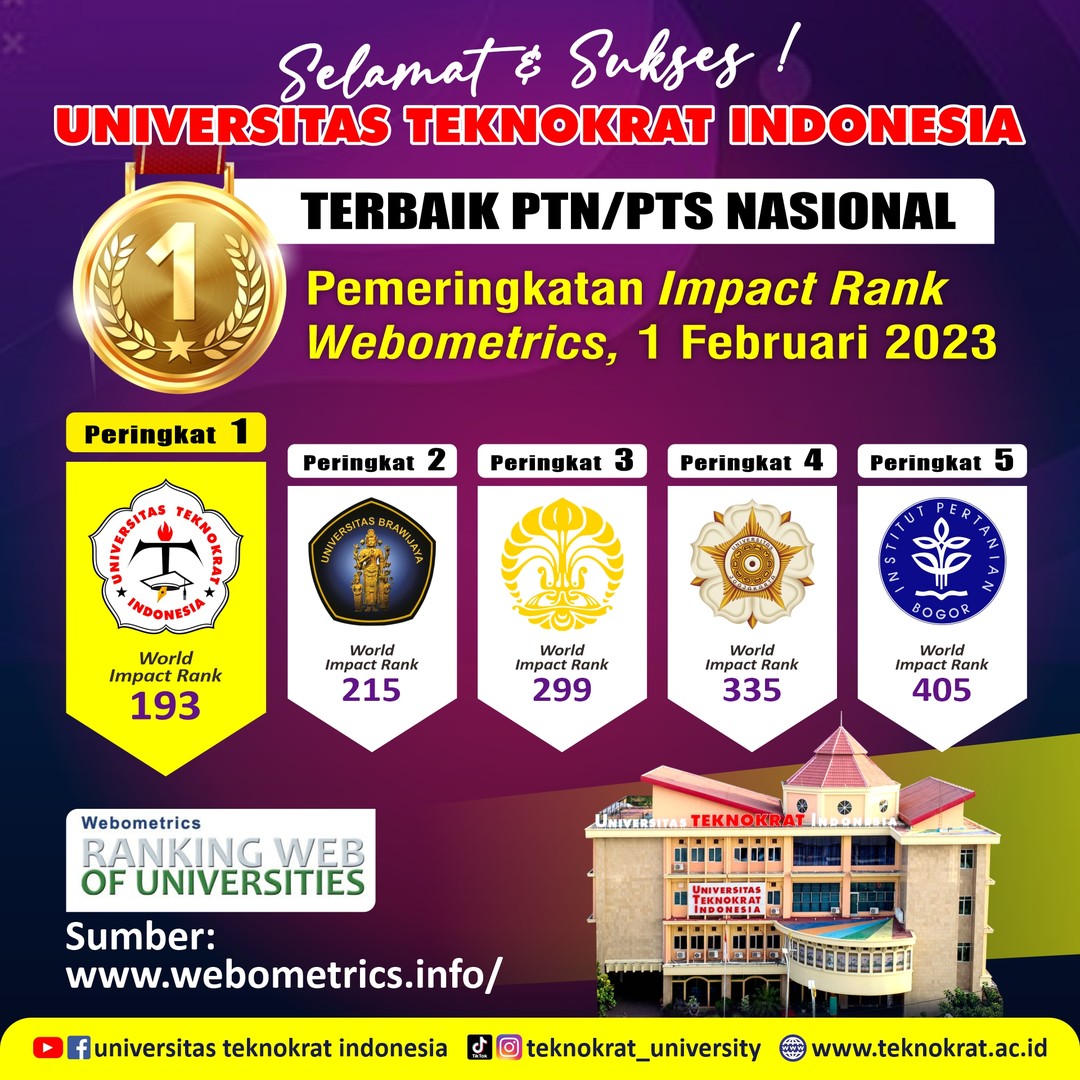 Selamat & Sukses !
UNIVERSITAS TEKNOKRAT INDONESIA
1
TERBAIK PTN/PTS NASIONAL
Pemeringkatan Impact Rank
Webometrics, 1 Februari 2023
Peringkat 1
UNIVERSITAS TEKNOKRAT
INDONESIA
World
Impact Rank
193
Peringkat 2
UNIVERSITAS BRAWIJAYA
World
Impact Rank
215
Peringkat 3
World
Impact Rank
299
Peringkat 4
World
Impact Rank
335
Peringkat 5
INSTITUT PERTANIAN
BOGOR
World
Impact Rank
405
Webometrics
RANKING WEB
OF UNIVERSITIES
Sumber:
www.webometrics.info/
UNIVERSITAS TEKNOKRAT INDONESIA
UNIVERSITAS
TEKNOKRAT
INDONESIA
universitas teknokrat indonesia
TikTok
teknokrat_university
www.teknokrat.ac.id